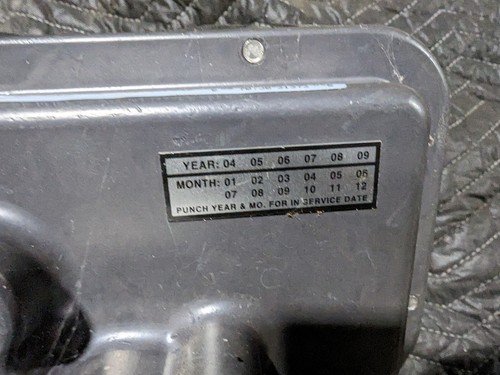 YEAR: 04 05 06 07 08 09
MONTH: 01 02 03 04 05 06
07 08 09 10 11 12
PUNCH YEAR & MO. FOR IN SERVICE DATE